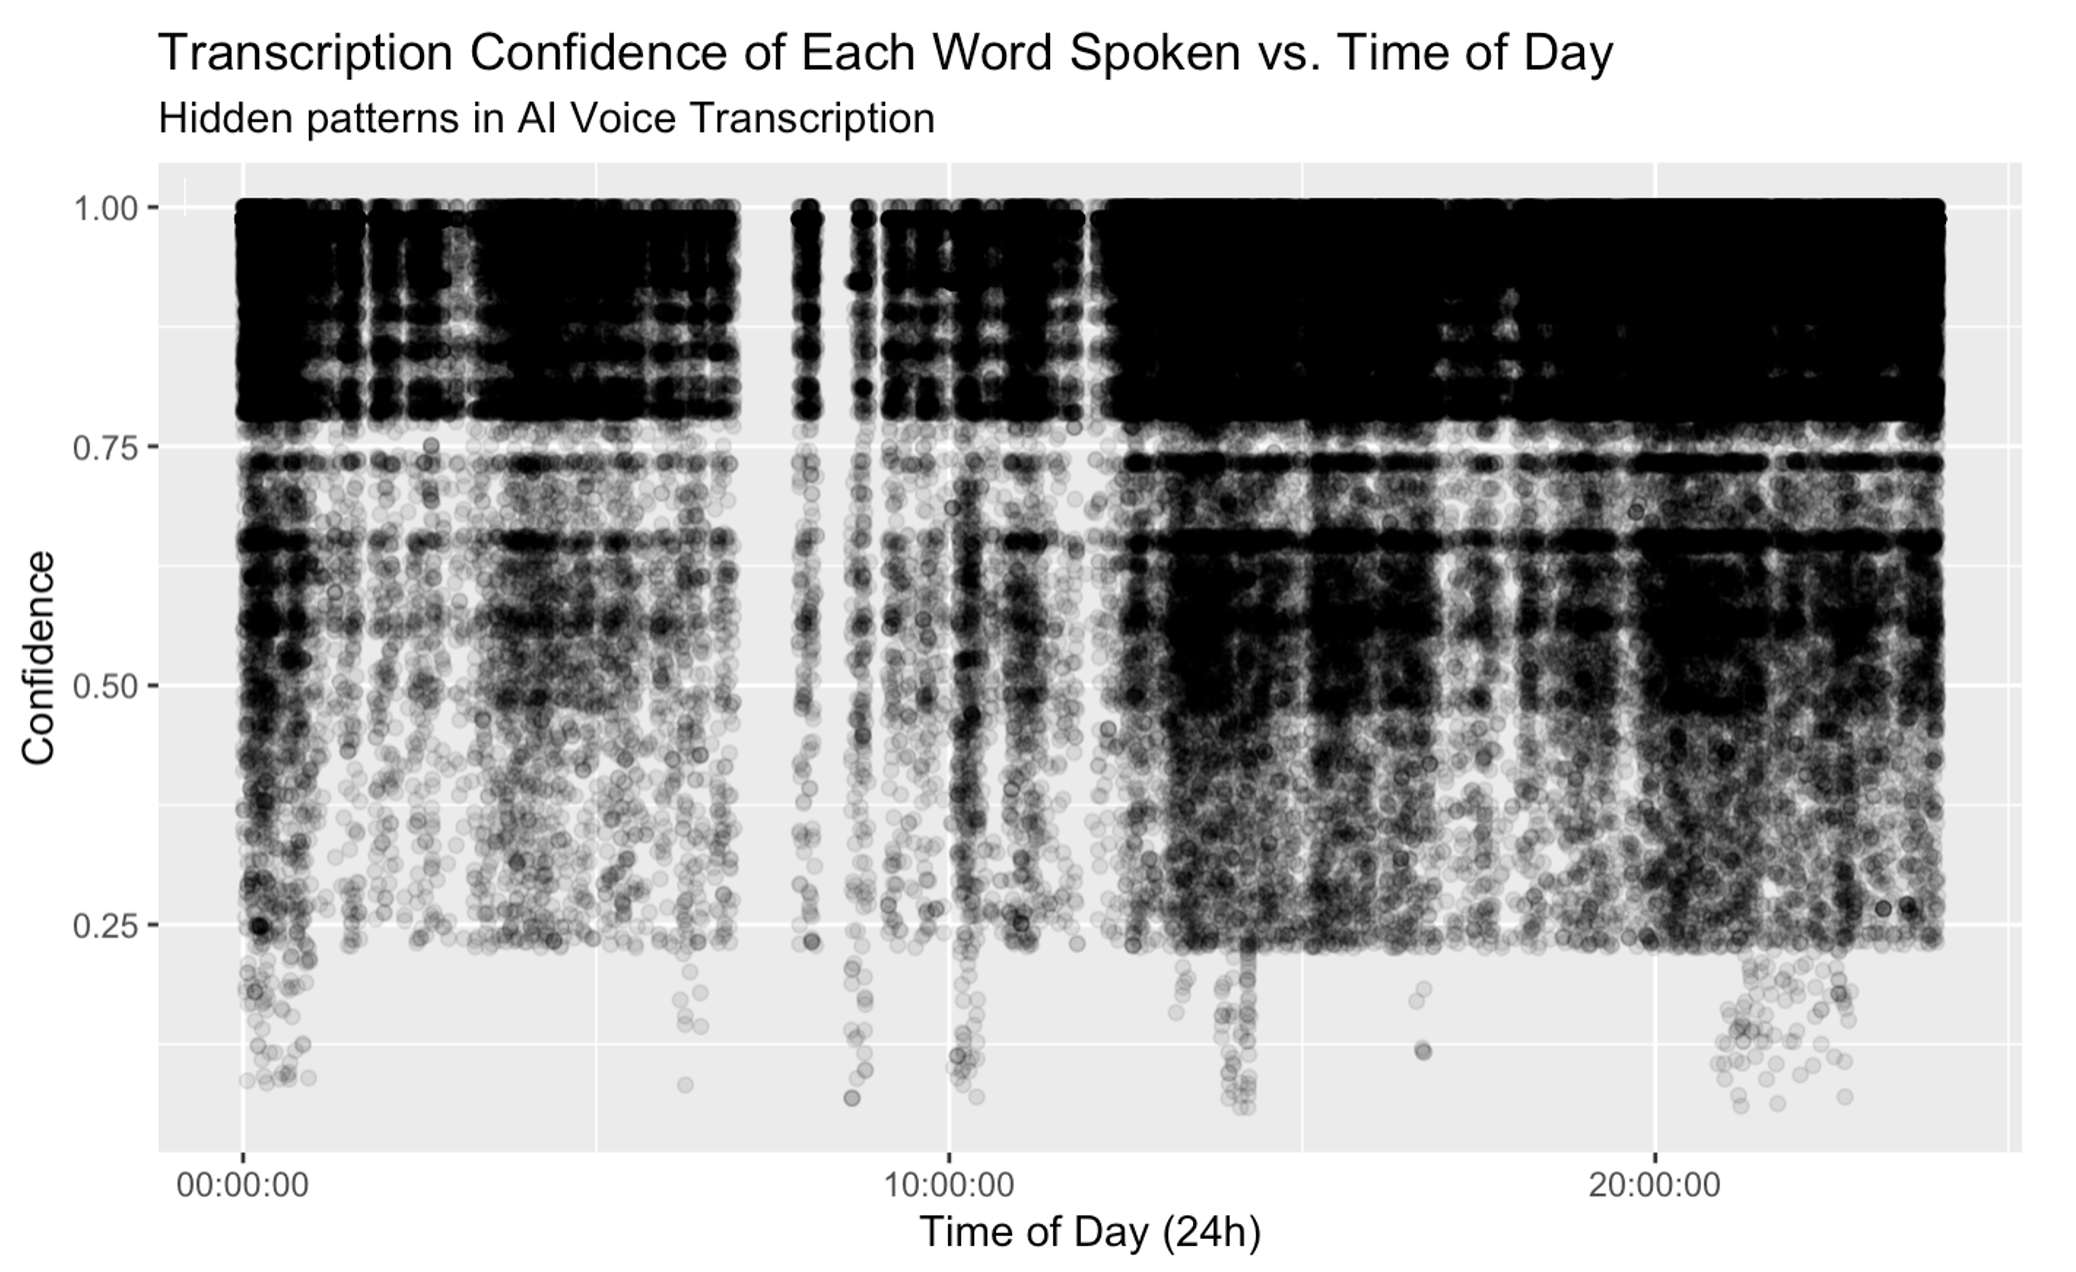 Transcription Confidence of Each Word Spoken vs. Time of Day
Hidden patterns in AI Voice Transcription
1.00
0.75
0.50
0.25
Confidence
00:00:00
10:00:00
20:00:00
Time of Day (24h)